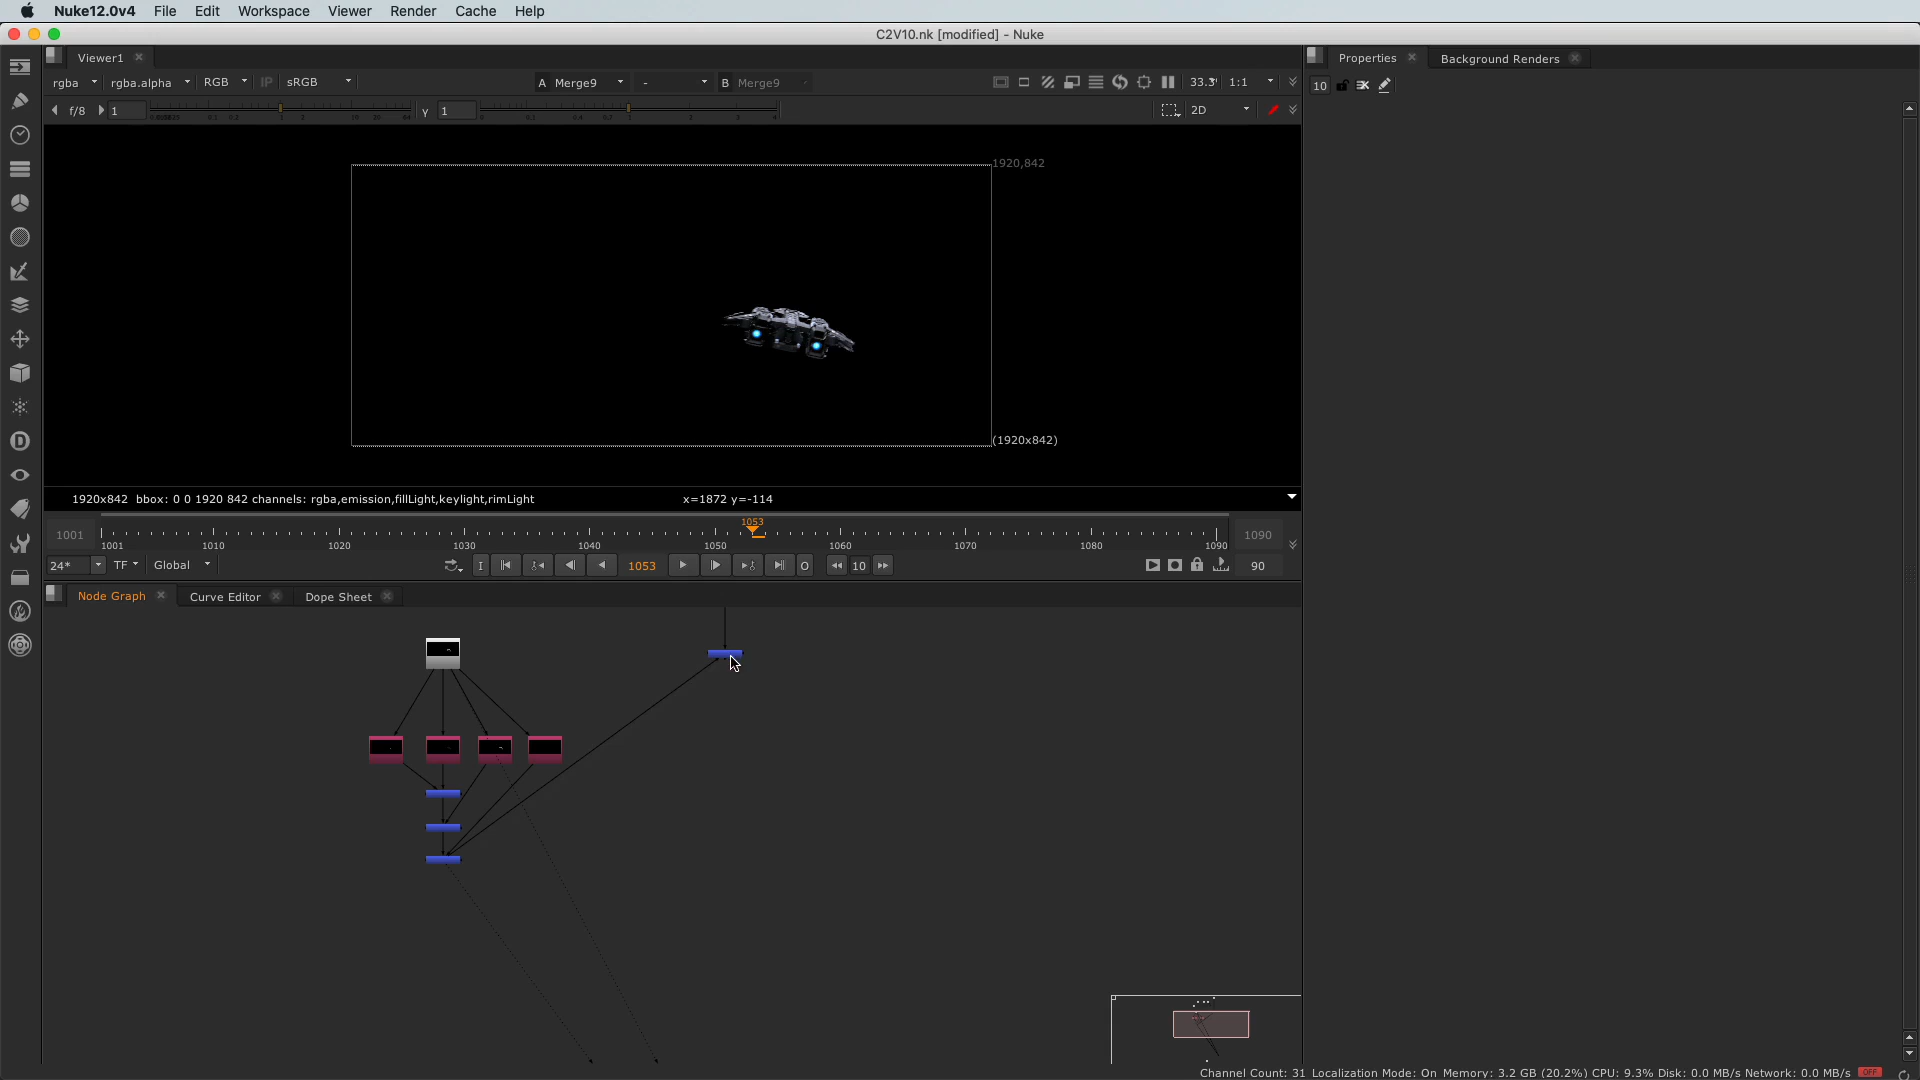 Nuke12.0v4 File Edit Workspace Viewer Render Cache Help
C2V10.nk [modified] - Nuke
Viewer1
Properties
Background Renders
rgba rgba.alpha RGB IP sRGB A Merge9 - B Merge9 1:1
10
f/8 1 Y 1 2D
1920,842
(1920x842)
1920x842 bbox: 0 0 1920 842 channels: rgba,emission,fillLight,keylight,rimLight x=1872 y=-114
1053
1001 1090
1001 1010 1020 1030 1040 1050 1060 1070 1080 1090
24* TF Global I 1053 O 10 90
Node Graph Curve Editor Dope Sheet
Channel Count: 31 Localization Mode: On Memory: 3.2 GB (20.2%) CPU: 9.3% Disk: 0.0 MB/s Network: 0.0 MB/s OFF